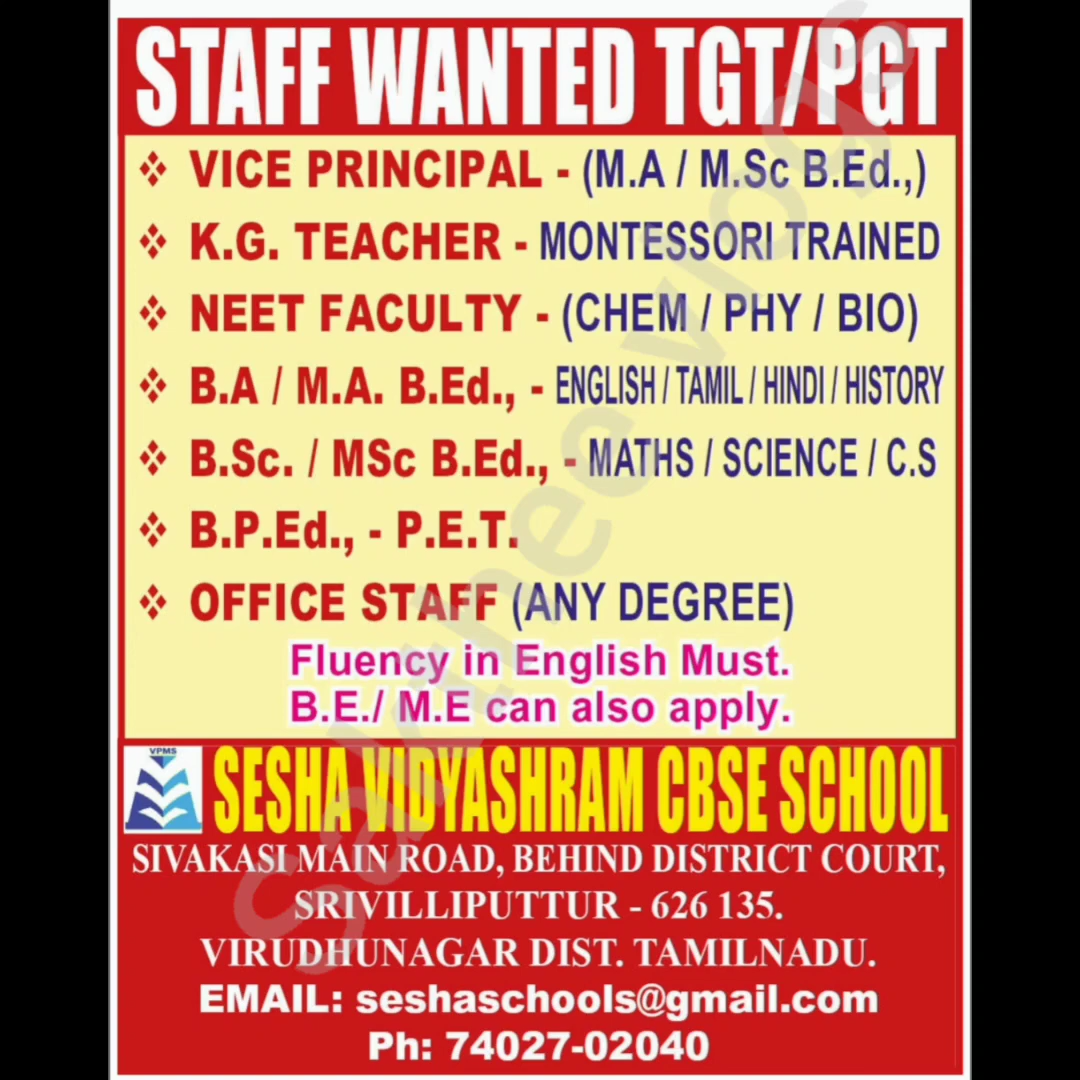 STAFF WANTED TGT/PGT
❖ VICE PRINCIPAL - (M.A / M.Sc B.Ed.,)
❖ K.G. TEACHER - MONTESSORI TRAINED
❖ NEET FACULTY - (CHEM / PHY / BIO)
❖ B.A / M.A. B.Ed., - ENGLISH / TAMIL / HINDI / HISTORY
❖ B.Sc. / MSc B.Ed., - MATHS / SCIENCE / C.S
❖ B.P.Ed., - P.E.T.
❖ OFFICE STAFF (ANY DEGREE)
Fluency in English Must.
B.E./ M.E can also apply.
VPMS
SESHA VIDYASHRAM CBSE SCHOOL
SIVAKASI MAIN ROAD, BEHIND DISTRICT COURT,
SRIVILLIPUTTUR - 626 135.
VIRUDHUNAGAR DIST. TAMILNADU.
EMAIL: seshaschools@gmail.com
Ph: 74027-02040
Sakthee vlogs